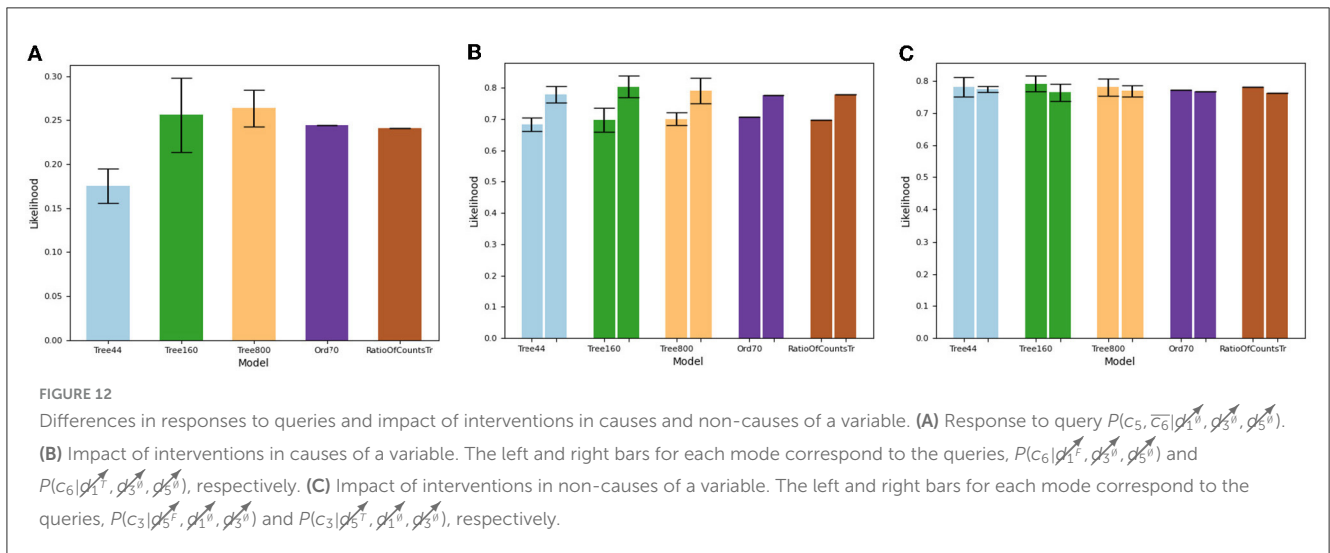 A
B
C
0.30
0.25
0.20
0.15
0.10
0.05
0.00
Likelihood
Tree44 Tree160 Tree800 Ord70 RatioOfCountsTr
Model
0.8
0.7
0.6
0.5
0.4
0.3
0.2
0.1
0.0
Likelihood
Tree44 Tree160 Tree800 Ord70 RatioOfCountsTr
Model
0.8
0.7
0.6
0.5
0.4
0.3
0.2
0.1
0.0
Likelihood
Tree44 Tree160 Tree800 Ord70 RatioOfCountsTr
Model
FIGURE 12
Differences in responses to queries and impact of interventions in causes and non-causes of a variable. (A) Response to query P(c₅, c̅₆|d₁^∅, d₃^∅, d₅^∅).
(B) Impact of interventions in causes of a variable. The left and right bars for each mode correspond to the queries, P(c₆|d₁^F, d₃^∅, d₅^∅) and
P(c₆|d₁^T, d₃^∅, d₅^∅), respectively. (C) Impact of interventions in non-causes of a variable. The left and right bars for each mode correspond to the
queries, P(c₃|d₅^F, d₁^∅, d₃^∅) and P(c₃|d₅^T, d₁^∅, d₃^∅), respectively.